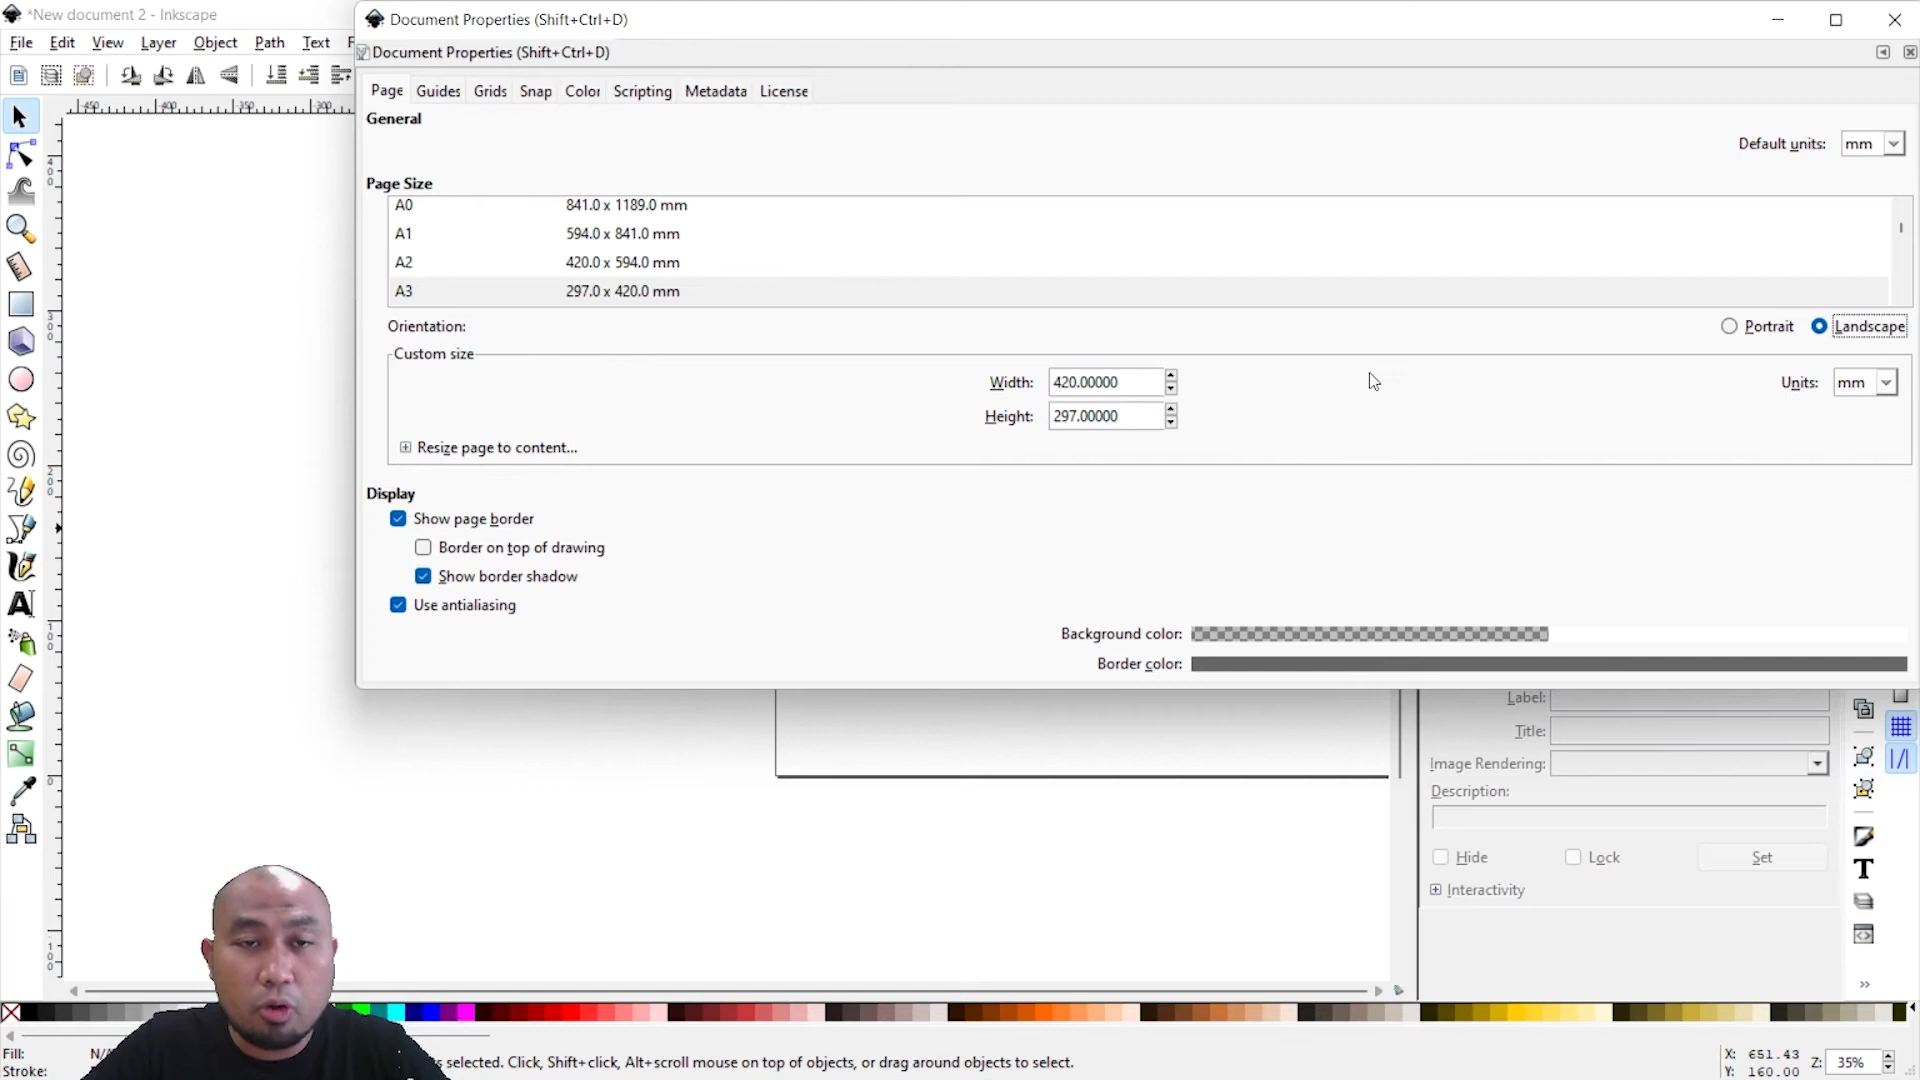 *New document 2 - Inkscape
File Edit View Layer Object Path Text
Document Properties (Shift+Ctrl+D)
Document Properties (Shift+Ctrl+D)
Page Guides Grids Snap Color Scripting Metadata License
General
Default units: mm
Page Size
A0 841.0 x 1189.0 mm
A1 594.0 x 841.0 mm
A2 420.0 x 594.0 mm
A3 297.0 x 420.0 mm
Orientation: Portrait Landscape
Custom size
Width: 420.00000 Units: mm
Height: 297.00000
Resize page to content...
Display
Show page border
Border on top of drawing
Show border shadow
Use antialiasing
Background color:
Border color:
Label:
Title:
Image Rendering:
Description:
Hide Lock Set
Interactivity
Fill:
Stroke:
selected. Click, Shift+click, Alt+scroll mouse on top of objects, or drag around objects to select.
X: 651.43
Y: 160.00
Z: 35%